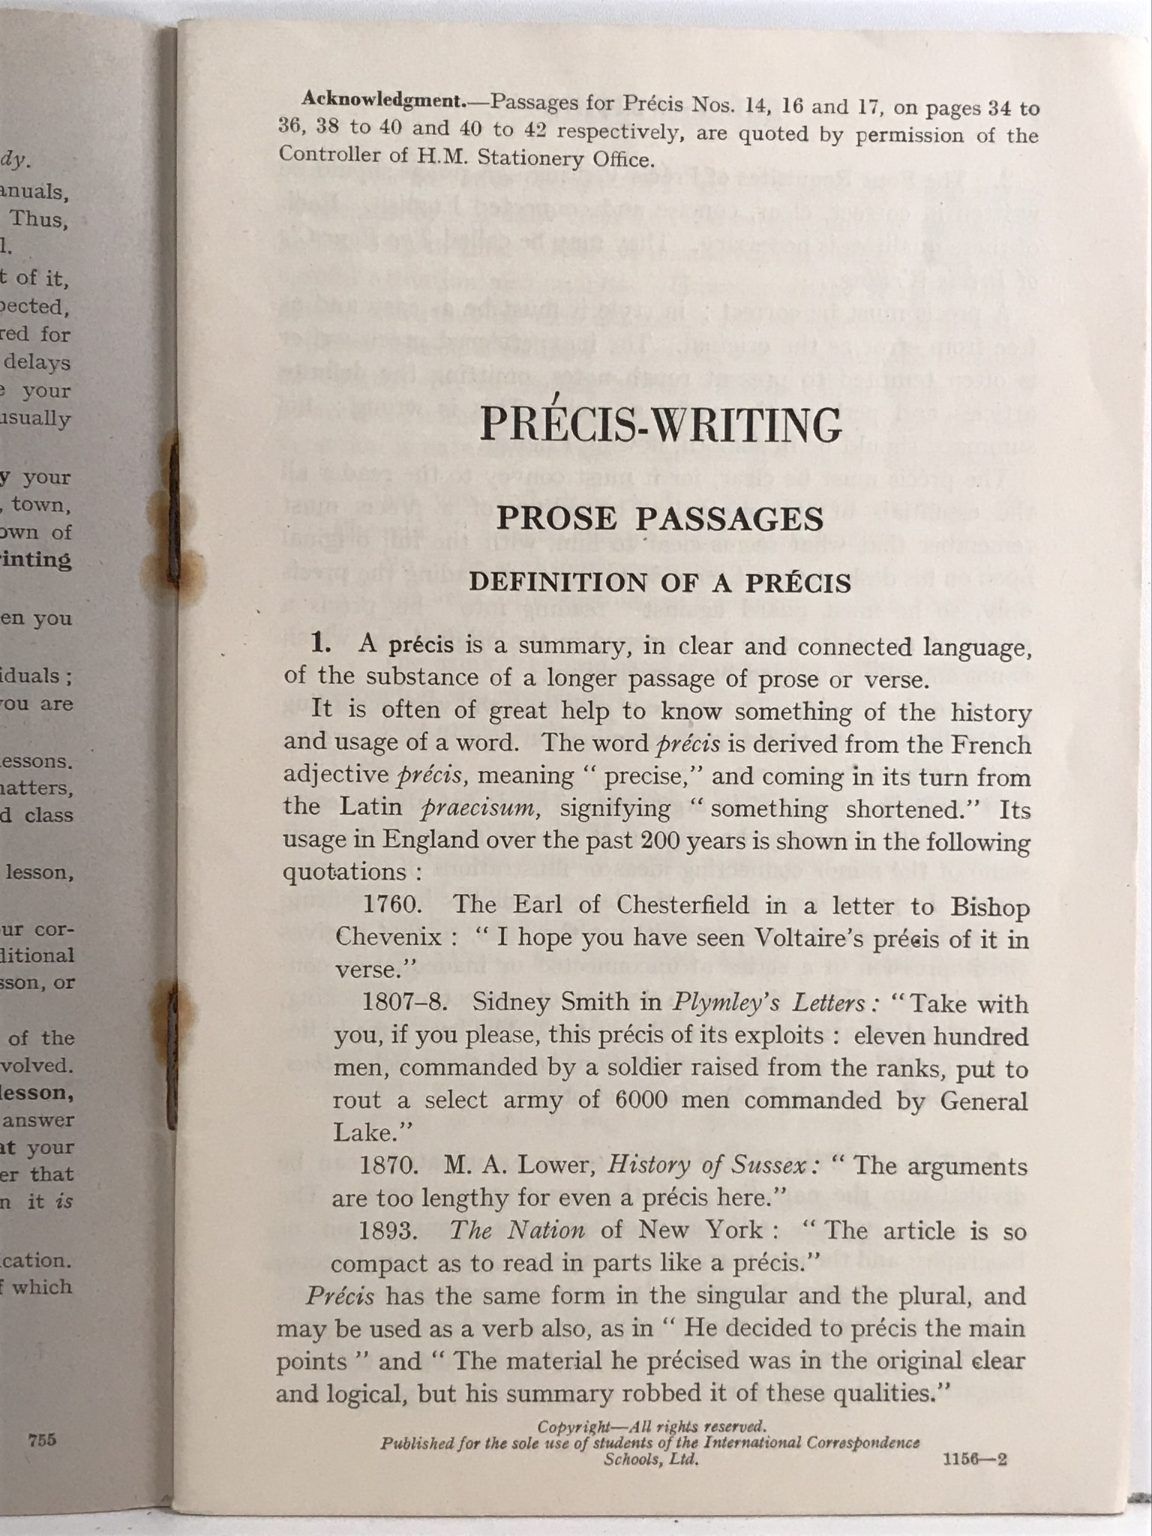 dy.
anuals,
Thus,
l.
t of it,
pected,
red for
delays
e your
usually
y your
, town,
own of
rinting
en you
iduals ;
you are
lessons.
natters,
d class
lesson,
ur cor-
ditional
sson, or
of the
volved.
lesson,
answer
at your
er that
n it is
cation.
f which
755
Acknowledgment.—Passages for Précis Nos. 14, 16 and 17, on pages 34 to
36, 38 to 40 and 40 to 42 respectively, are quoted by permission of the
Controller of H.M. Stationery Office.
PRÉCIS-WRITING
PROSE PASSAGES
DEFINITION OF A PRÉCIS
1. A précis is a summary, in clear and connected language,
of the substance of a longer passage of prose or verse.
It is often of great help to know something of the history
and usage of a word. The word précis is derived from the French
adjective précis, meaning “ precise,” and coming in its turn from
the Latin praecisum, signifying “ something shortened.” Its
usage in England over the past 200 years is shown in the following
quotations :
1760. The Earl of Chesterfield in a letter to Bishop
Chevenix : “ I hope you have seen Voltaire’s précis of it in
verse.”
1807–8. Sidney Smith in Plymley’s Letters : “ Take with
you, if you please, this précis of its exploits : eleven hundred
men, commanded by a soldier raised from the ranks, put to
rout a select army of 6000 men commanded by General
Lake.”
1870. M. A. Lower, History of Sussex : “ The arguments
are too lengthy for even a précis here.”
1893. The Nation of New York : “ The article is so
compact as to read in parts like a précis.”
Précis has the same form in the singular and the plural, and
may be used as a verb also, as in “ He decided to précis the main
points ” and “ The material he précised was in the original clear
and logical, but his summary robbed it of these qualities.”
Copyright—All rights reserved.
Published for the sole use of students of the International Correspondence
Schools, Ltd. 1156—2